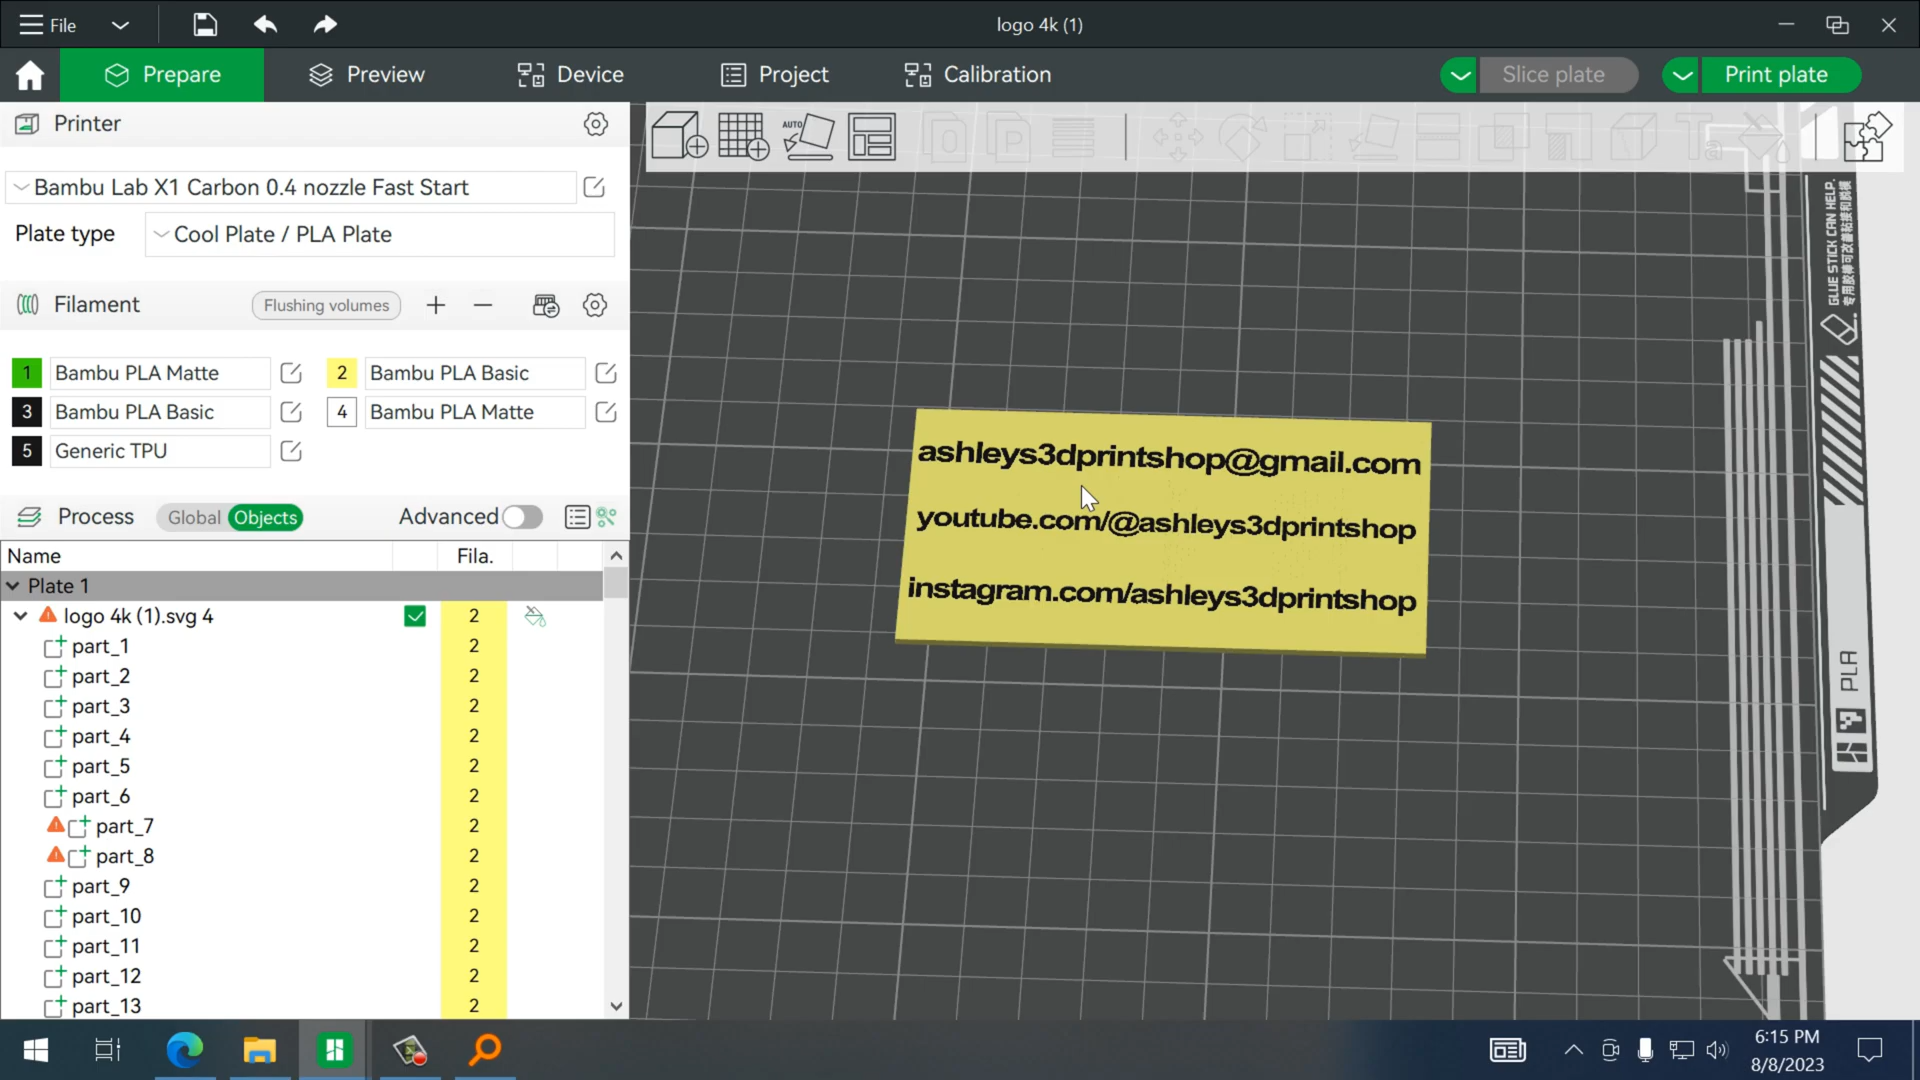 File
logo 4k (1)
Prepare
Preview
Device
Project
Calibration
Slice plate
Print plate
Printer
Bambu Lab X1 Carbon 0.4 nozzle Fast Start
Plate type
Cool Plate / PLA Plate
Filament
Flushing volumes
1 Bambu PLA Matte
2 Bambu PLA Basic
3 Bambu PLA Basic
4 Bambu PLA Matte
5 Generic TPU
Process
Global
Objects
Advanced
Name
Fila.
Plate 1
logo 4k (1).svg 4
2
part_1
2
part_2
2
part_3
2
part_4
2
part_5
2
part_6
2
part_7
2
part_8
2
part_9
2
part_10
2
part_11
2
part_12
2
part_13
2
AUTO
ashleys3dprintshop@gmail.com
youtube.com/@ashleys3dprintshop
instagram.com/ashleys3dprintshop
GLUE STICK CAN HELP.
PLA
6:15 PM
8/8/2023